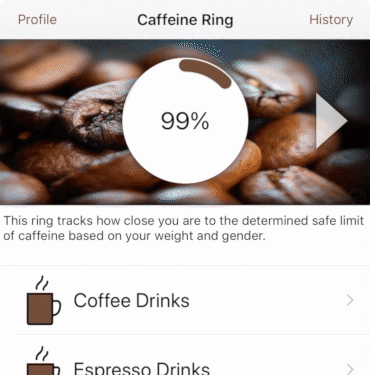 Profile Caffeine Ring History
99%
This ring tracks how close you are to the determined safe limit
of caffeine based on your weight and gender.
Coffee Drinks
Espresso Drinks